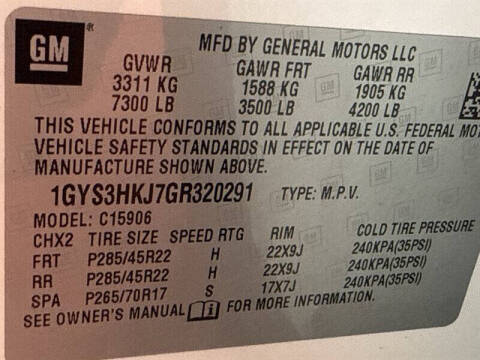 GM ® MFD BY GENERAL MOTORS LLC
GVWR GAWR FRT GAWR RR
3311 KG 1588 KG 1905 KG
7300 LB 3500 LB 4200 LB
THIS VEHICLE CONFORMS TO ALL APPLICABLE U.S. FEDERAL MOT
VEHICLE SAFETY STANDARDS IN EFFECT ON THE DATE OF
MANUFACTURE SHOWN ABOVE.
1GYS3HKJ7GR320291 TYPE: M.P.V.
MODEL: C15906
CHX2 TIRE SIZE SPEED RTG RIM COLD TIRE PRESSURE
FRT P285/45R22 H 22X9J 240KPA(35PSI)
RR P285/45R22 H 22X9J 240KPA(35PSI)
SPA P265/70R17 S 17X7J 240KPA(35PSI)
SEE OWNER'S MANUAL FOR MORE INFORMATION.